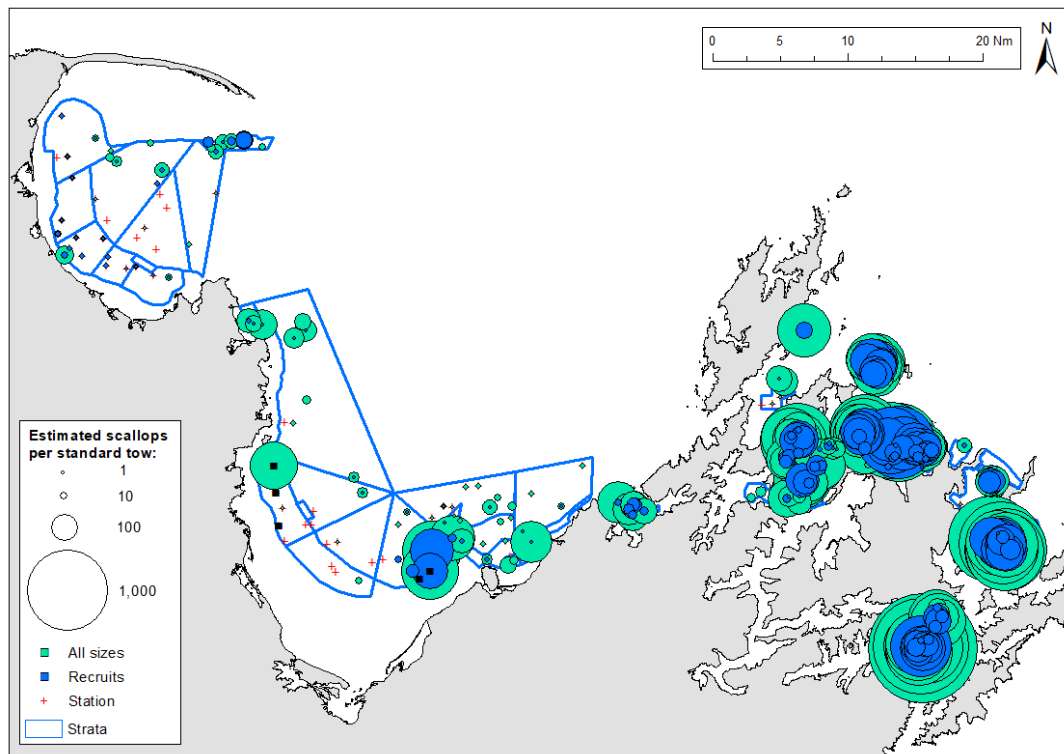 N
0 5 10 20 Nm
Estimated scallops
per standard tow:
1
10
100
1,000
All sizes
Recruits
Station
Strata